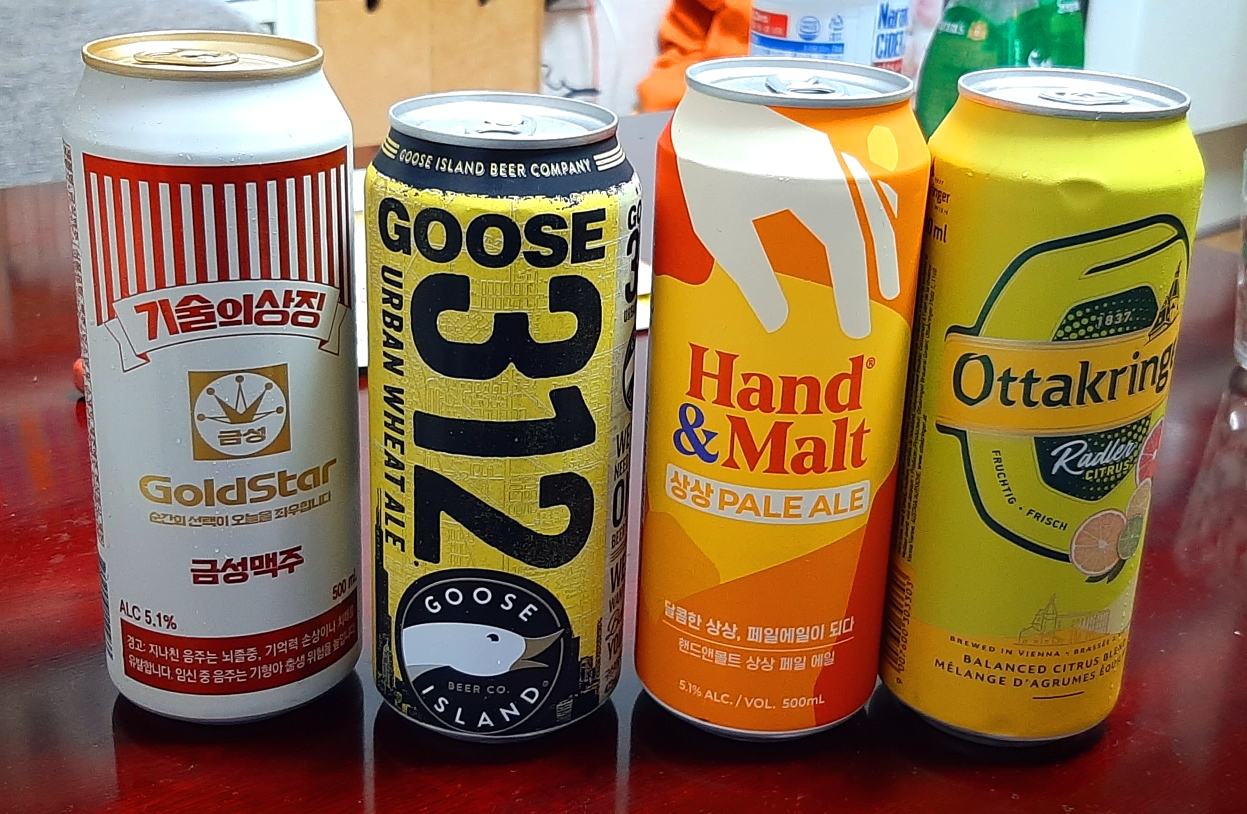 기술의상징
금성
GoldStar
순간의 선택이 오늘을 좌우합니다
금성맥주
500 mL
ALC 5.1%
경고: 지나친 음주는 뇌졸중, 기억력 손상이나 치매를
유발합니다. 임신 중 음주는 기형아 출생 위험을 높입니다.
GOOSE ISLAND BEER COMPANY
GOOSE
312
URBAN WHEAT ALE.
GOOSE
BEER CO.
ISLAND
Hand
& Malt®
상상 PALE ALE
달콤한 상상, 페일에일이 되다
핸드앤몰트 상상 페일 에일
5.1% ALC. / VOL. 500mL
1837
Ottakring
Radler
CITRUS
FRUCHTIG • FRISCH
BREWED IN VIENNA
BALANCED CITRUS
MÉLANGE D'AGRUMES
Narar
CIDER